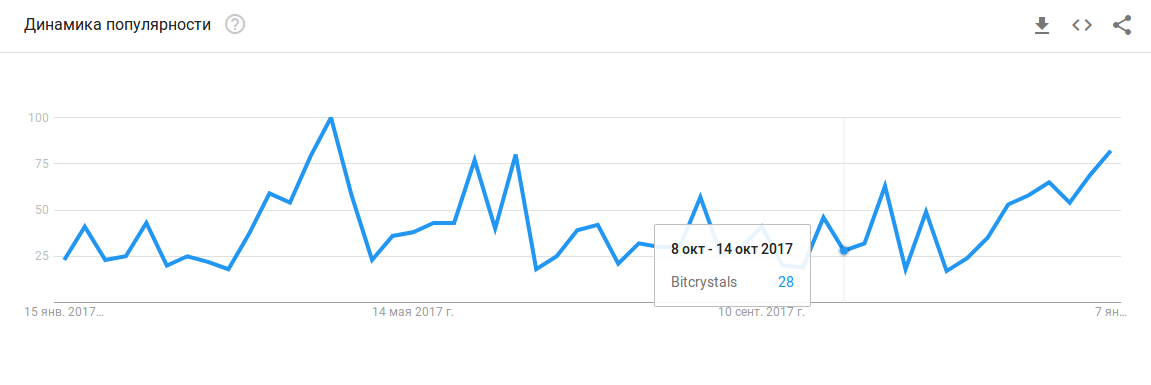 Динамика популярности
100
75
50
25
8 окт - 14 окт 2017
Bitcrystals 28
15 янв. 2017…
14 мая 2017 г.
10 сент. 2017 г.
7 ян…